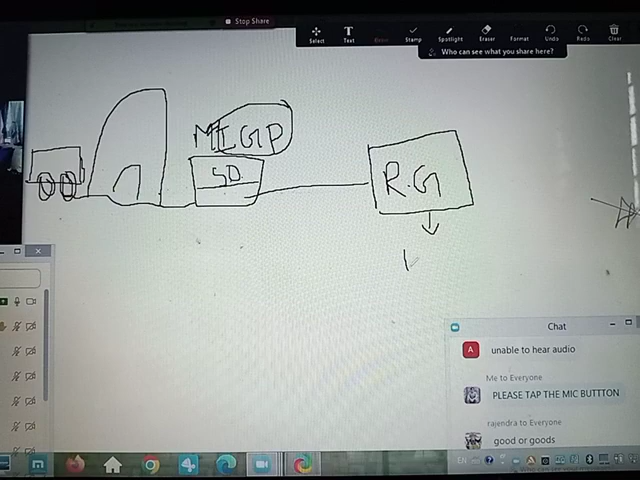 Stop Share
Select
Text
Draw
Stamp
Spotlight
Eraser
Format
Undo
Redo
Clear
Who can see what you share here?
MIGP
SD
R.G
Chat
A
unable to hear audio
Me to Everyone
PLEASE TAP THE MIC BUTTTON
rajendra to Everyone
good or goods
EN